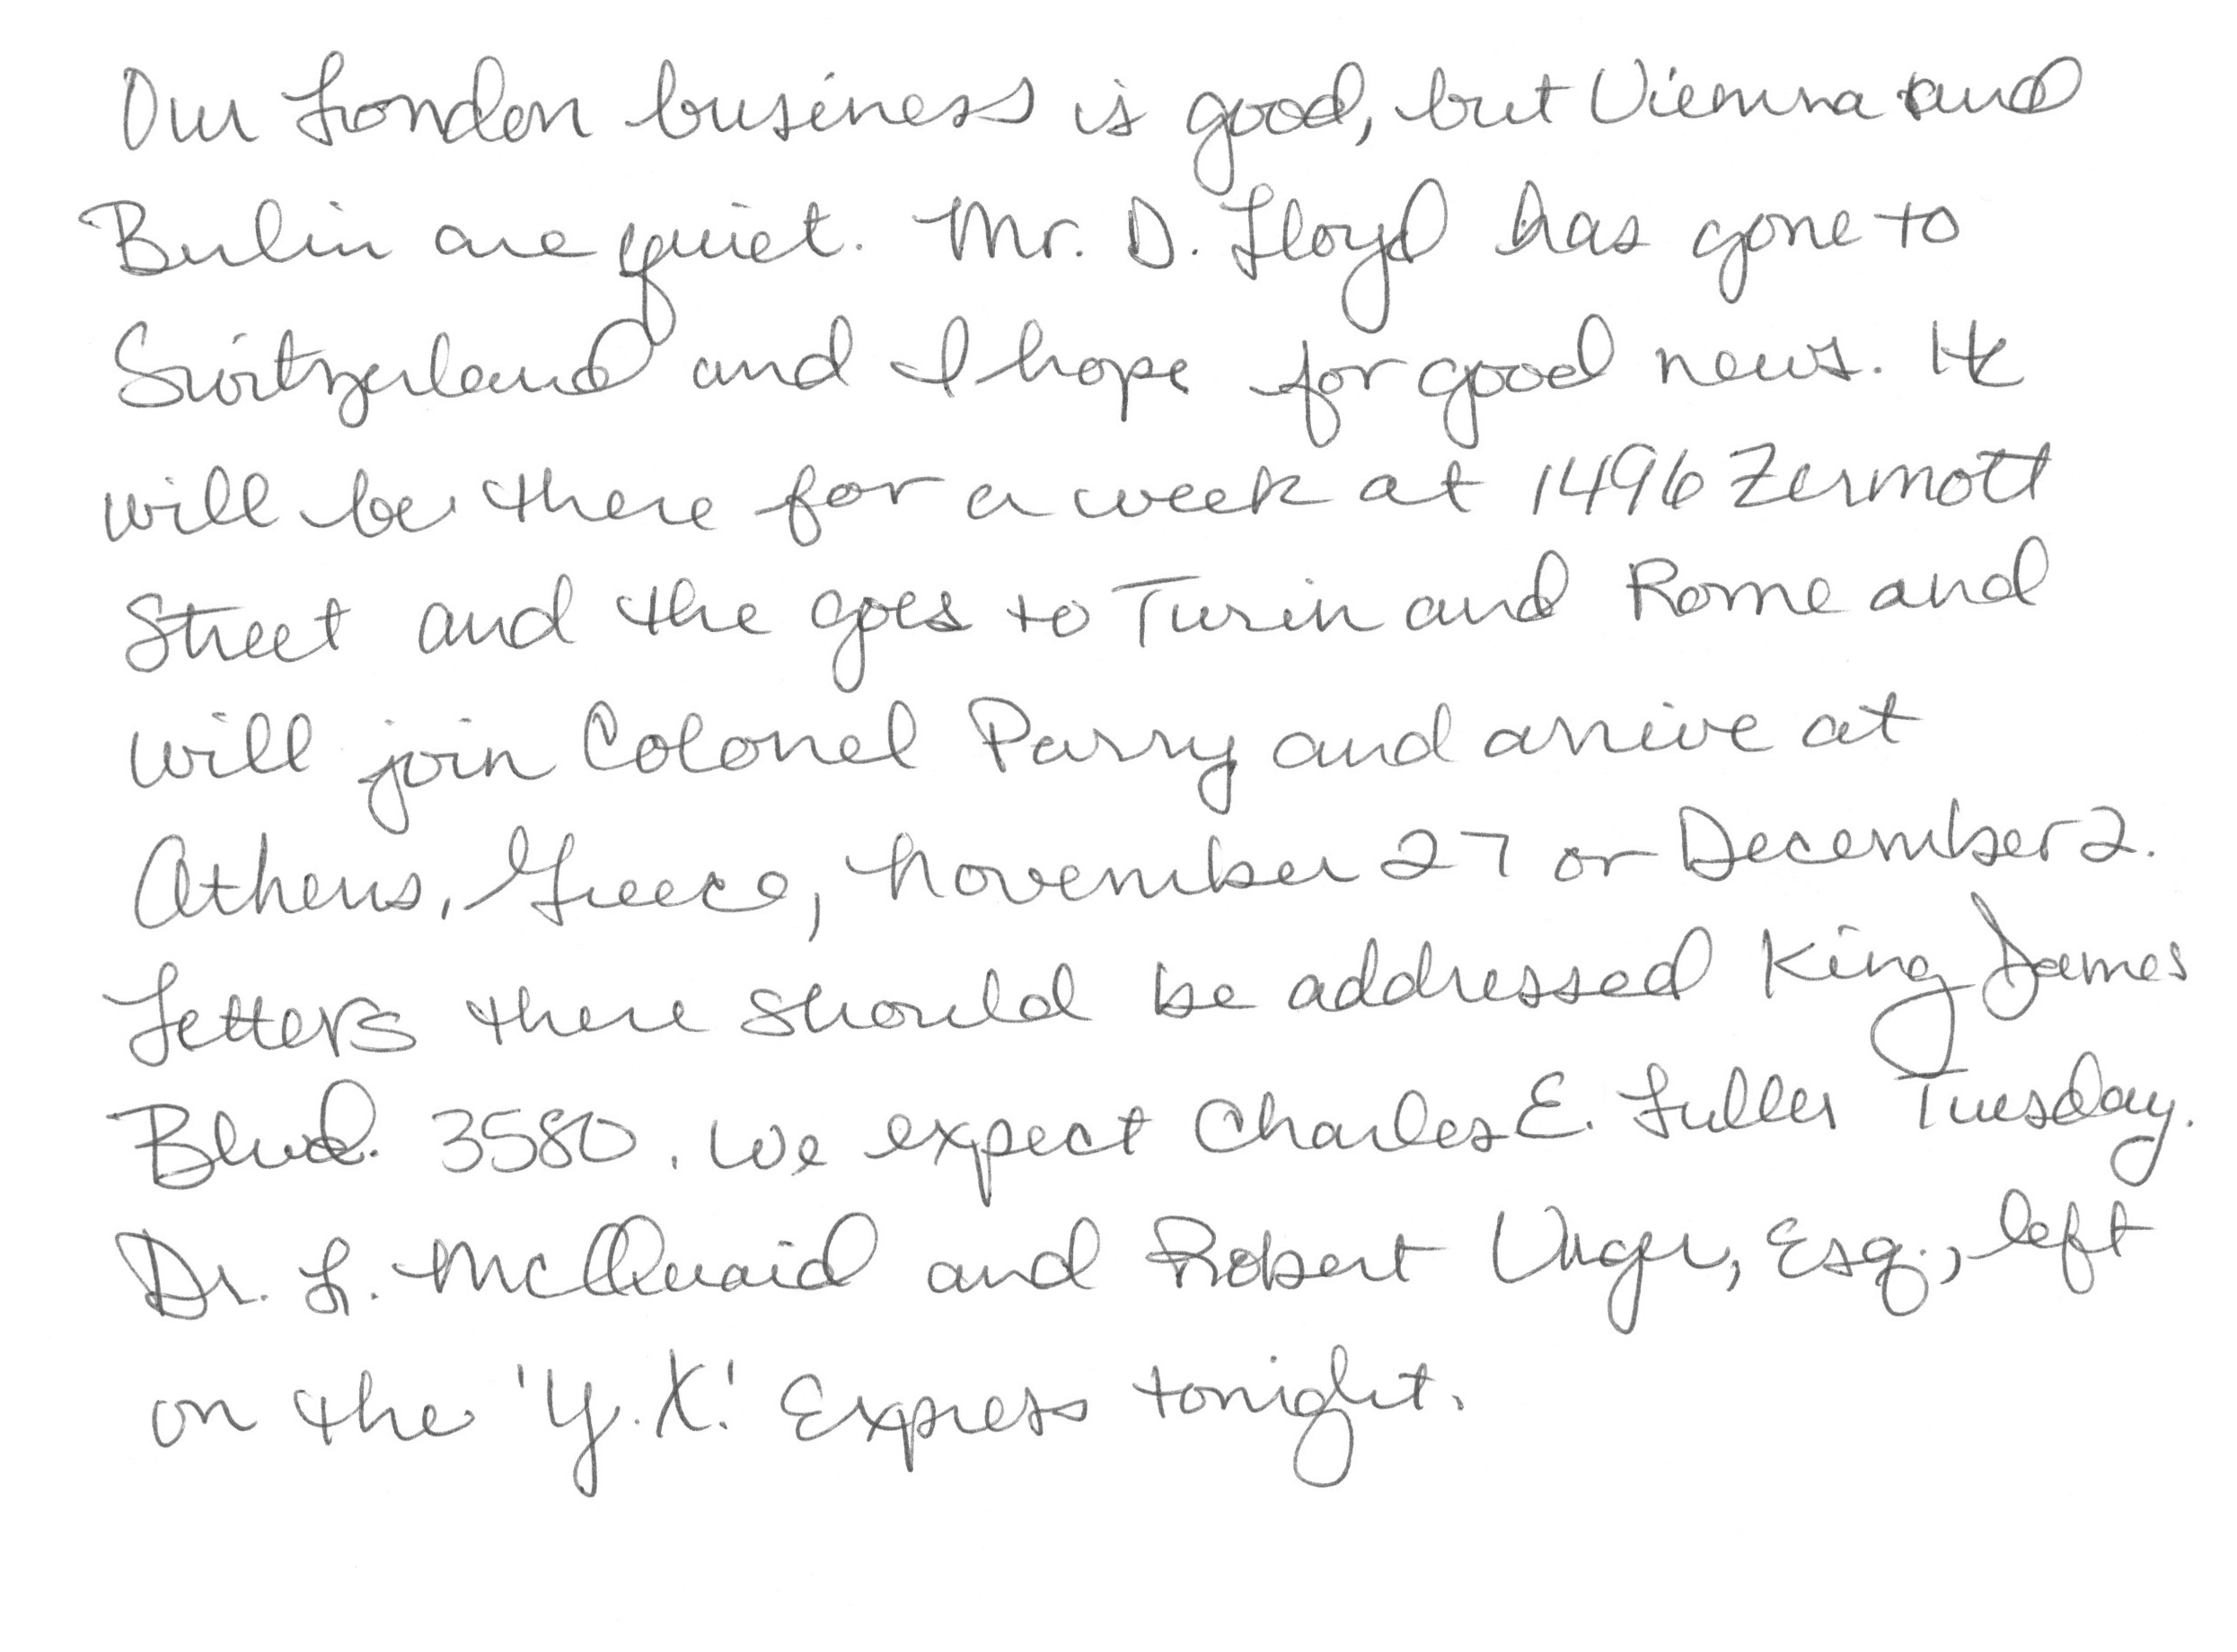 Our London business is good, but Vienna and
Berlin are quiet. Mr. D. Lloyd has gone to
Switzerland and I hope for good news. He
will be there for a week at 1496 Zermott
Street and the goes to Turin and Rome and
will join Colonel Parry and arrive at
Athens, Greece, November 27 or December 2.
Letters there should be addressed King James
Blvd. 3580. We expect Charles E. Fuller Tuesday.
Dr. L. McQuaid and Robert Unger, Esq., left
on the 'Y.X.' Express tonight.